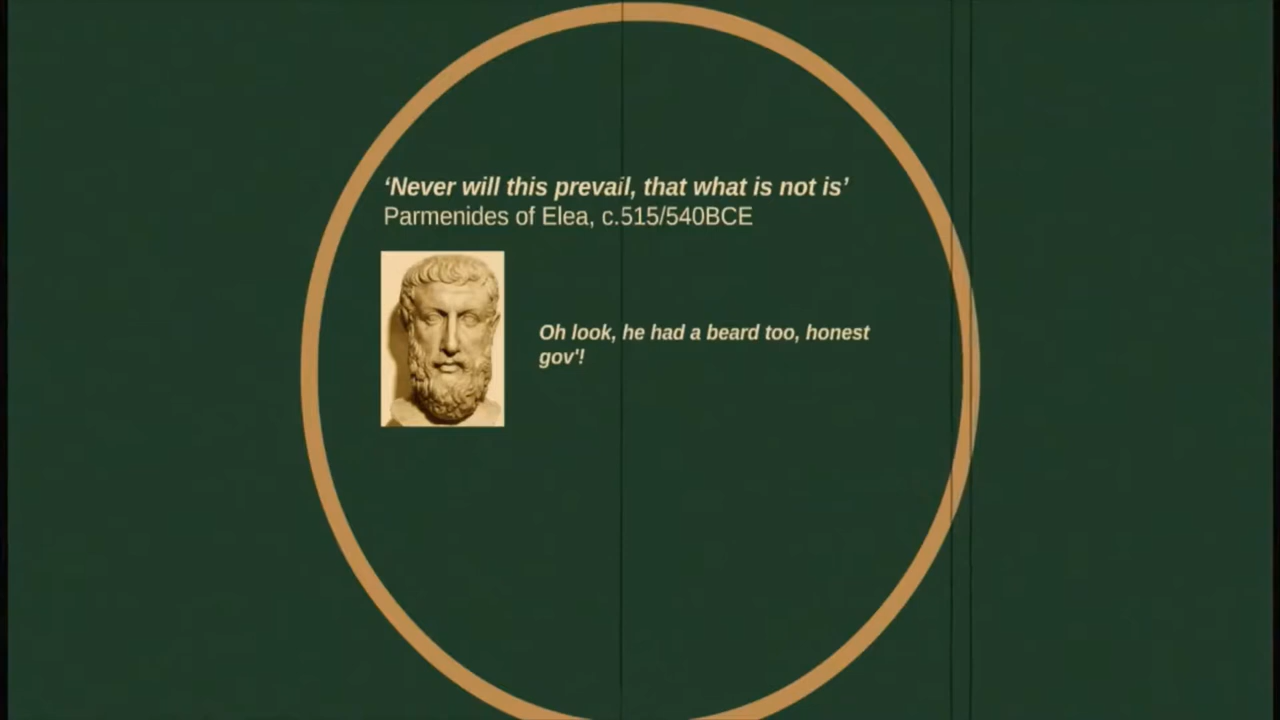 ‘Never will this prevail, that what is not is’
Parmenides of Elea, c.515/540BCE
Oh look, he had a beard too, honest
gov'!